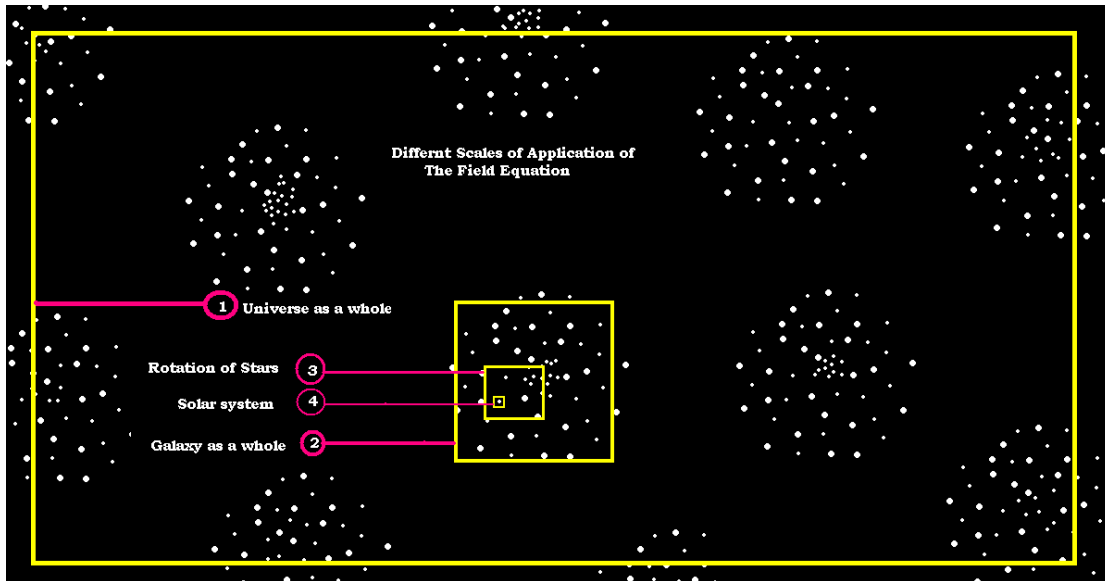 Differnt Scales of Application of
The Field Equation
1 Universe as a whole
Rotation of Stars 3
Solar system 4
Galaxy as a whole 2